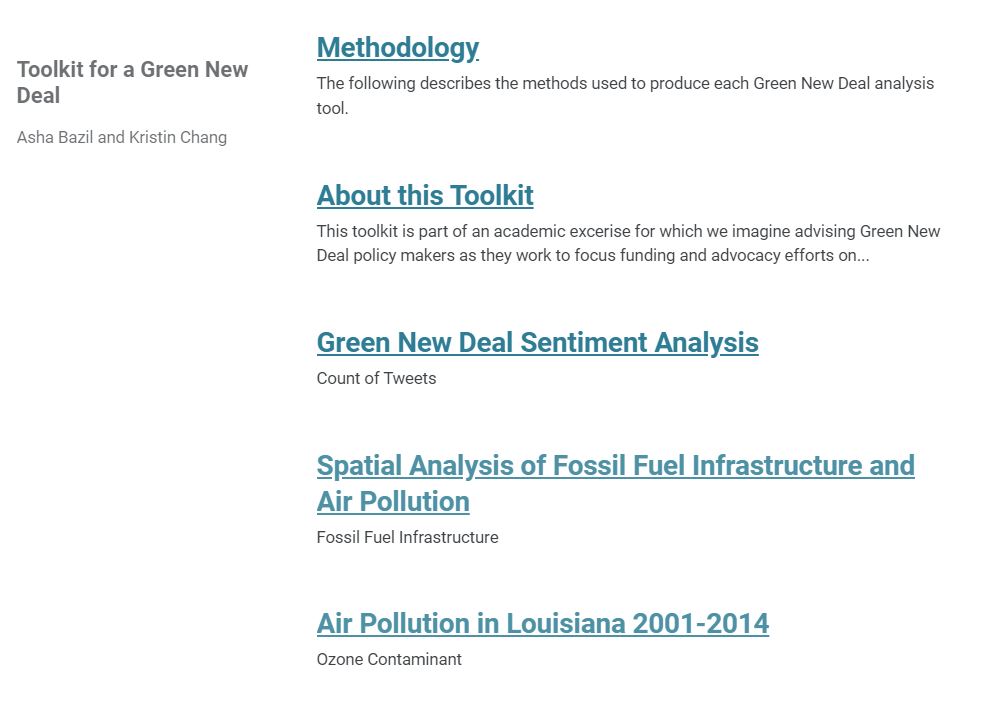 Toolkit for a Green New
Deal
Asha Bazil and Kristin Chang
Methodology
The following describes the methods used to produce each Green New Deal analysis
tool.
About this Toolkit
This toolkit is part of an academic excerise for which we imagine advising Green New
Deal policy makers as they work to focus funding and advocacy efforts on...
Green New Deal Sentiment Analysis
Count of Tweets
Spatial Analysis of Fossil Fuel Infrastructure and
Air Pollution
Fossil Fuel Infrastructure
Air Pollution in Louisiana 2001-2014
Ozone Contaminant